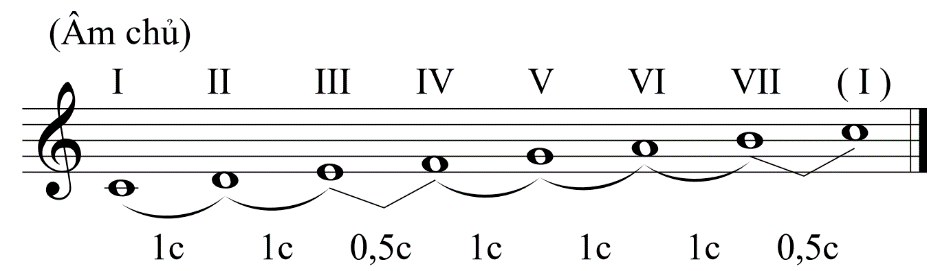 (Âm chủ)
I II III IV V VI VII ( I )
1c 1c 0,5c 1c 1c 1c 0,5c